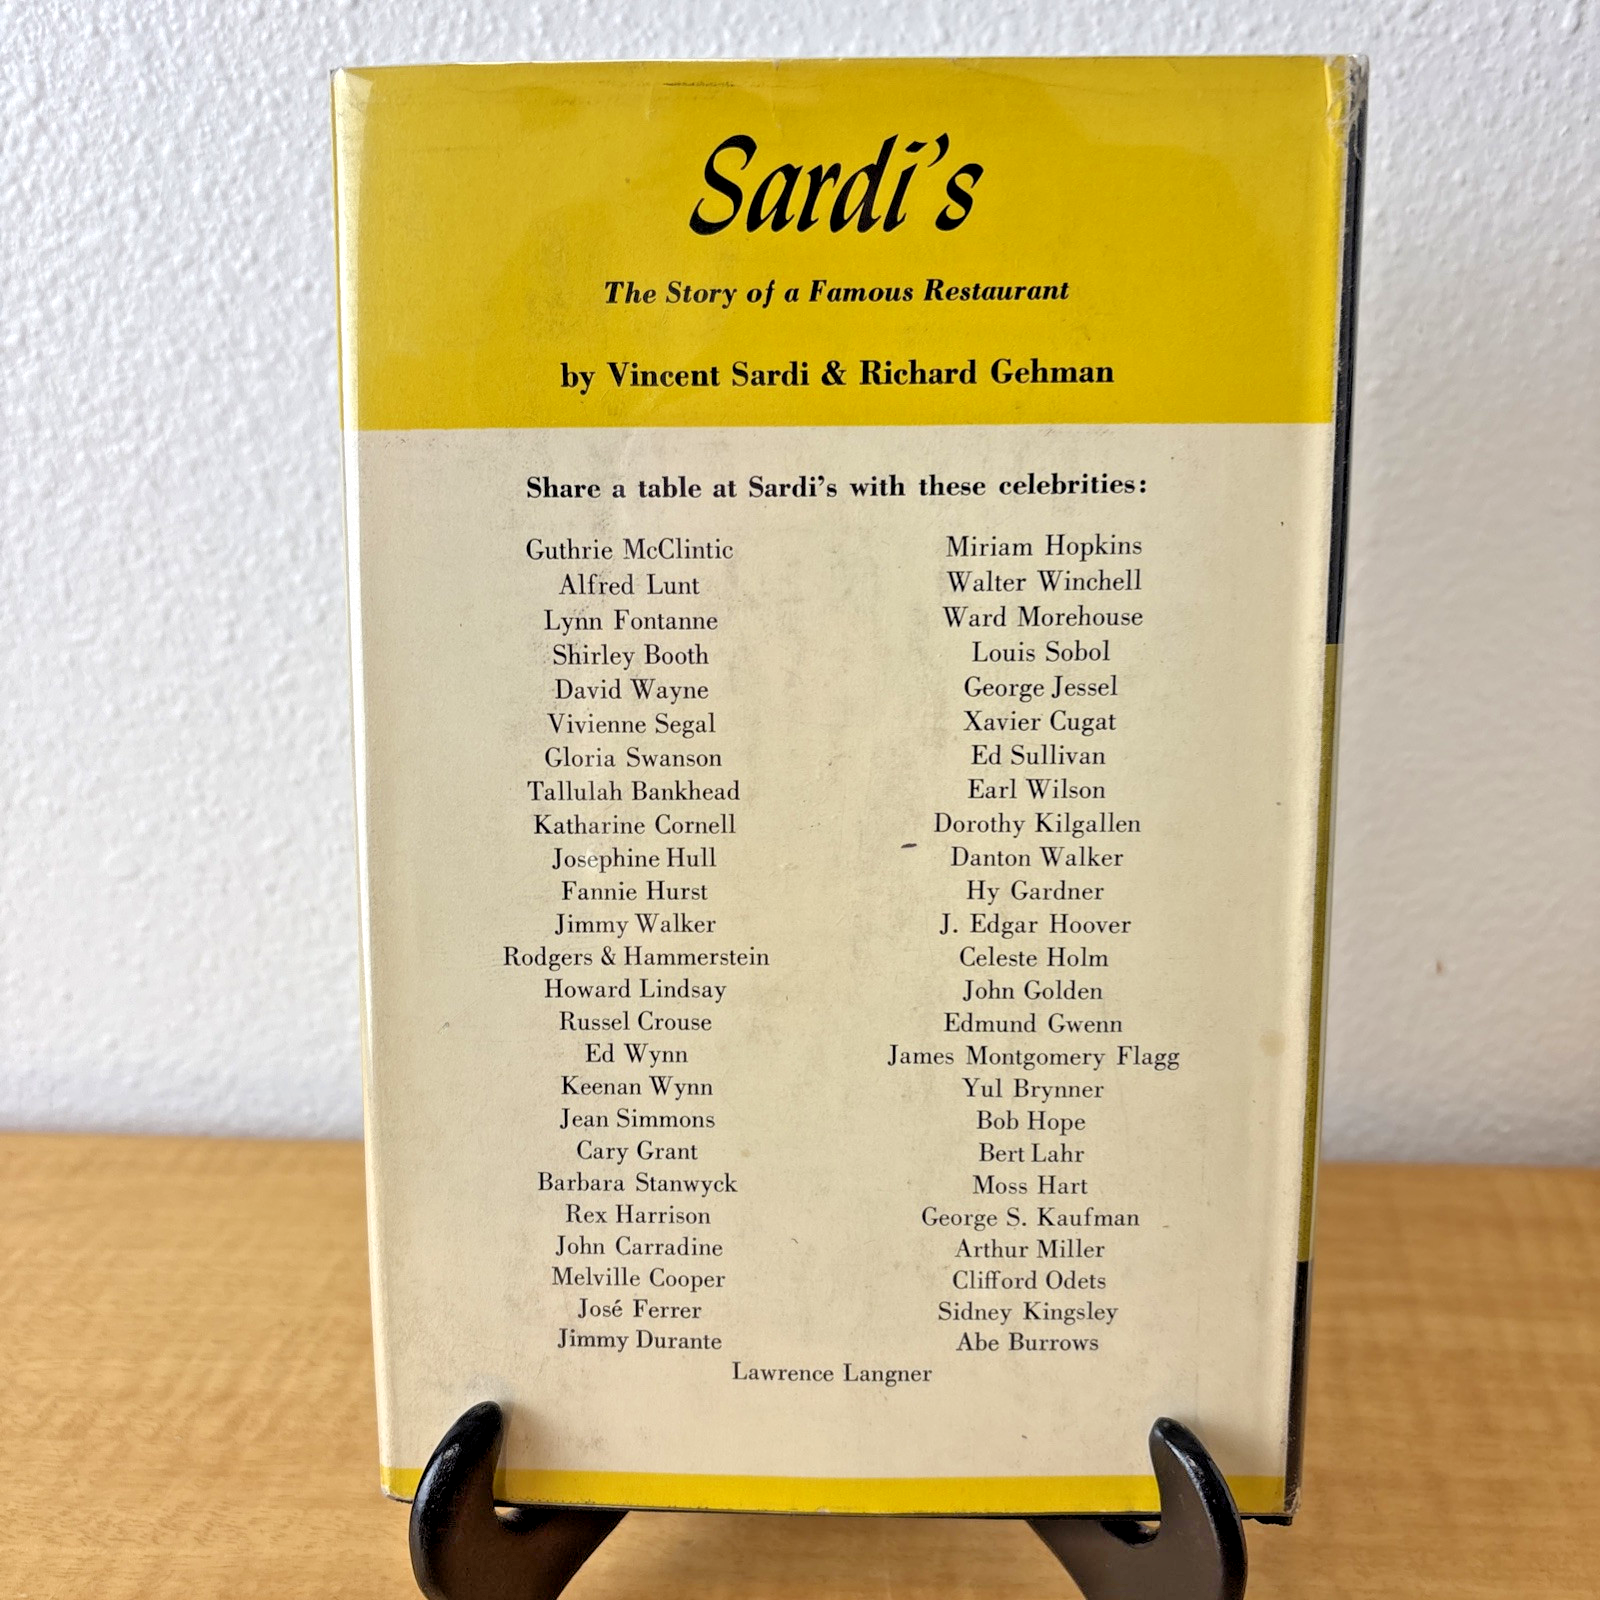 Sardi's
The Story of a Famous Restaurant
by Vincent Sardi & Richard Gehman
Share a table at Sardi's with these celebrities:
Guthrie McClintic
Alfred Lunt
Lynn Fontanne
Shirley Booth
David Wayne
Vivienne Segal
Gloria Swanson
Tallulah Bankhead
Katharine Cornell
Josephine Hull
Fannie Hurst
Jimmy Walker
Rodgers & Hammerstein
Howard Lindsay
Russel Crouse
Ed Wynn
Keenan Wynn
Jean Simmons
Cary Grant
Barbara Stanwyck
Rex Harrison
John Carradine
Melville Cooper
José Ferrer
Jimmy Durante
Miriam Hopkins
Walter Winchell
Ward Morehouse
Louis Sobol
George Jessel
Xavier Cugat
Ed Sullivan
Earl Wilson
Dorothy Kilgallen
Danton Walker
Hy Gardner
J. Edgar Hoover
Celeste Holm
John Golden
Edmund Gwenn
James Montgomery Flagg
Yul Brynner
Bob Hope
Bert Lahr
Moss Hart
George S. Kaufman
Arthur Miller
Clifford Odets
Sidney Kingsley
Abe Burrows
Lawrence Langner